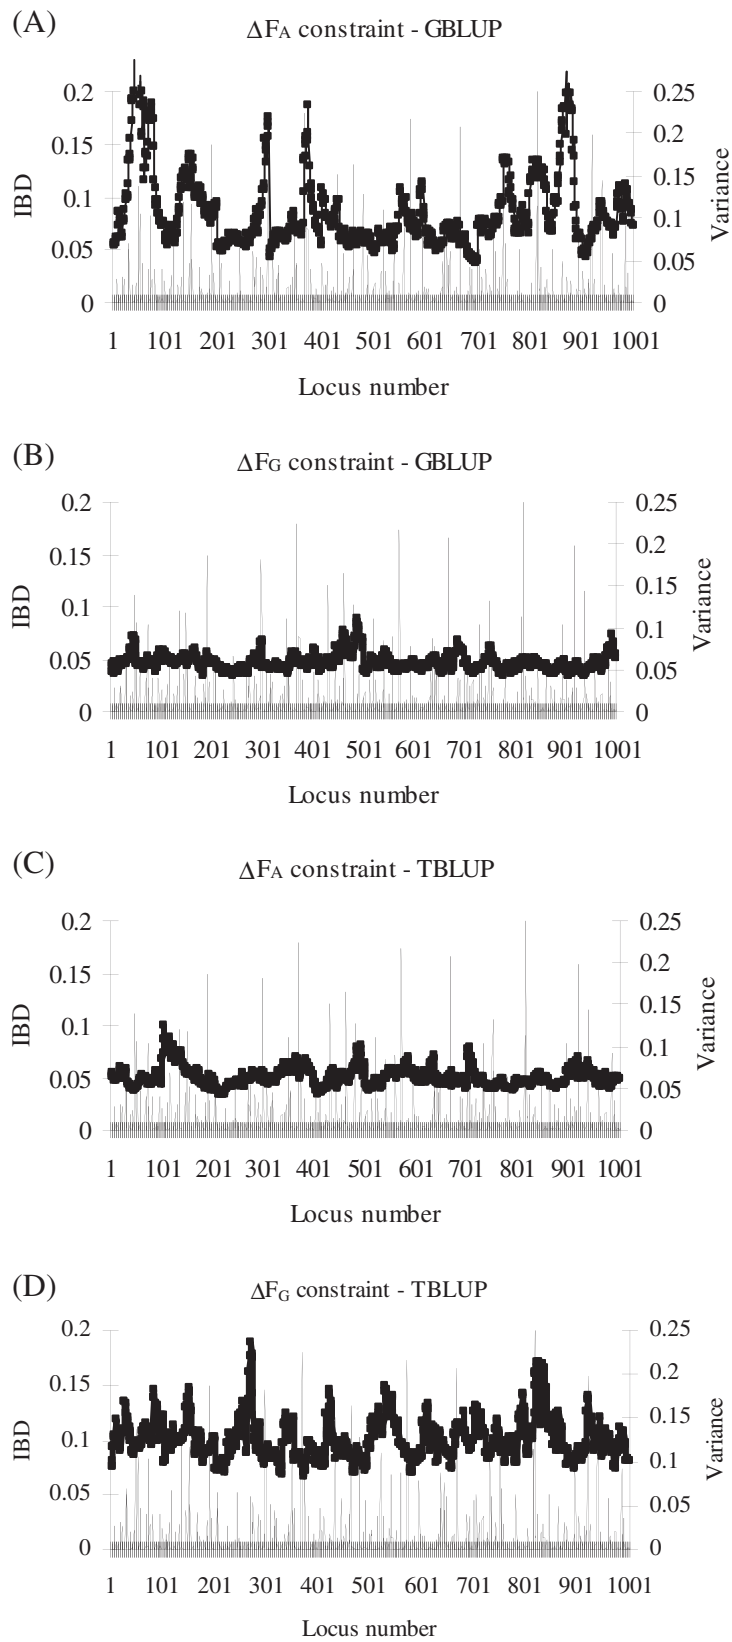 (A)
ΔFA constraint - GBLUP
0.2 0.25
0.2
0.15 0.15
0.1 0.1
0.05 0.05
0 0
IBD
Variance
1 101 201 301 401 501 601 701 801 901 1001
Locus number
(B)
ΔFG constraint - GBLUP
0.2 0.25
0.2
0.15 0.15
0.1 0.1
0.05 0.05
0 0
IBD
Variance
1 101 201 301 401 501 601 701 801 901 1001
Locus number
(C)
ΔFA constraint - TBLUP
0.2 0.25
0.2
0.15 0.15
0.1 0.1
0.05 0.05
0 0
IBD
Variance
1 101 201 301 401 501 601 701 801 901 1001
Locus number
(D)
ΔFG constraint - TBLUP
0.2 0.25
0.2
0.15 0.15
0.1 0.1
0.05 0.05
0 0
IBD
Variance
1 101 201 301 401 501 601 701 801 901 1001
Locus number